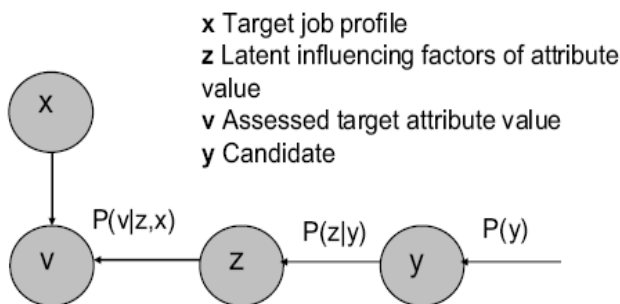 x Target job profile
z Latent influencing factors of attribute
value
v Assessed target attribute value
y Candidate
x
P(v|z,x)
P(z|y)
P(y)
v
z
y